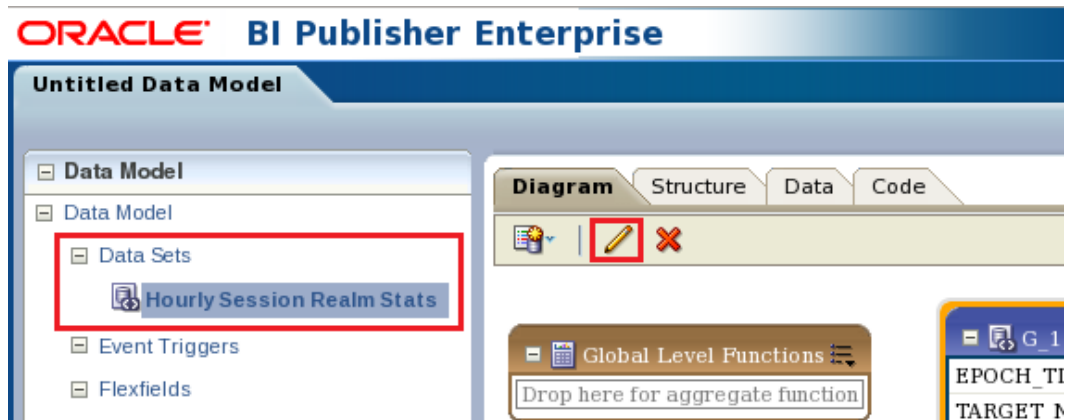 ORACLE BI Publisher Enterprise
Untitled Data Model
Data Model
Data Model
Data Sets
Hourly Session Realm Stats
Event Triggers
Flexfields
Diagram Structure Data Code
Global Level Functions
Drop here for aggregate function
G_1
EPOCH_TI
TARGET_N